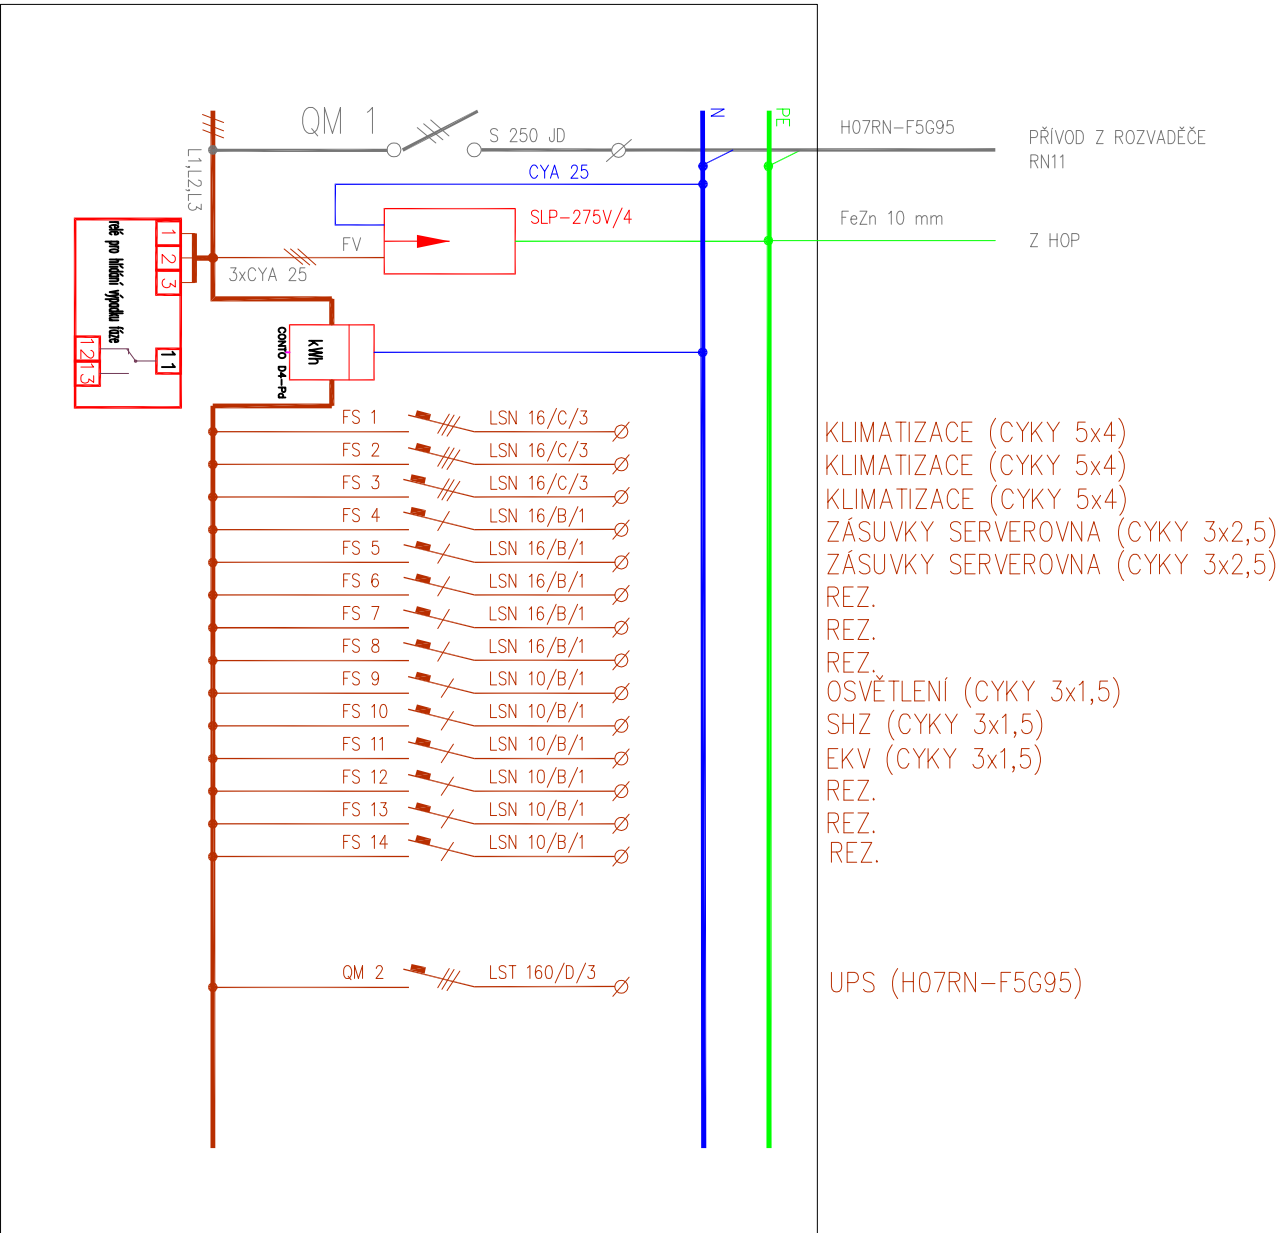 QM 1
S 250 JD
N
PE
H07RN-F5G95
PŘÍVOD Z ROZVADĚČE
RN11
L1,L2,L3
CYA 25
SLP-275V/4
FeZn 10 mm
FV
Z HOP
3xCYA 25
relé pro hlídání výpadku fáze
1
2
3
12
13
11
kWh
CONTO D4-Pd
FS 1 LSN 16/C/3 KLIMATIZACE (CYKY 5x4)
FS 2 LSN 16/C/3 KLIMATIZACE (CYKY 5x4)
FS 3 LSN 16/C/3 KLIMATIZACE (CYKY 5x4)
FS 4 LSN 16/B/1 ZÁSUVKY SERVEROVNA (CYKY 3x2,5)
FS 5 LSN 16/B/1 ZÁSUVKY SERVEROVNA (CYKY 3x2,5)
FS 6 LSN 16/B/1 REZ.
FS 7 LSN 16/B/1 REZ.
FS 8 LSN 16/B/1 REZ.
FS 9 LSN 10/B/1 OSVĚTLENÍ (CYKY 3x1,5)
FS 10 LSN 10/B/1 SHZ (CYKY 3x1,5)
FS 11 LSN 10/B/1 EKV (CYKY 3x1,5)
FS 12 LSN 10/B/1 REZ.
FS 13 LSN 10/B/1 REZ.
FS 14 LSN 10/B/1 REZ.
QM 2 LST 160/D/3 UPS (H07RN-F5G95)